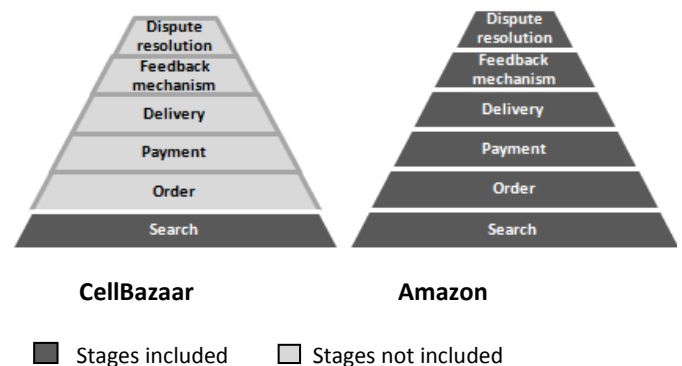 Dispute
resolution
Feedback
mechanism
Delivery
Payment
Order
Search
Dispute
resolution
Feedback
mechanism
Delivery
Payment
Order
Search
CellBazaar
Amazon
Stages included
Stages not included